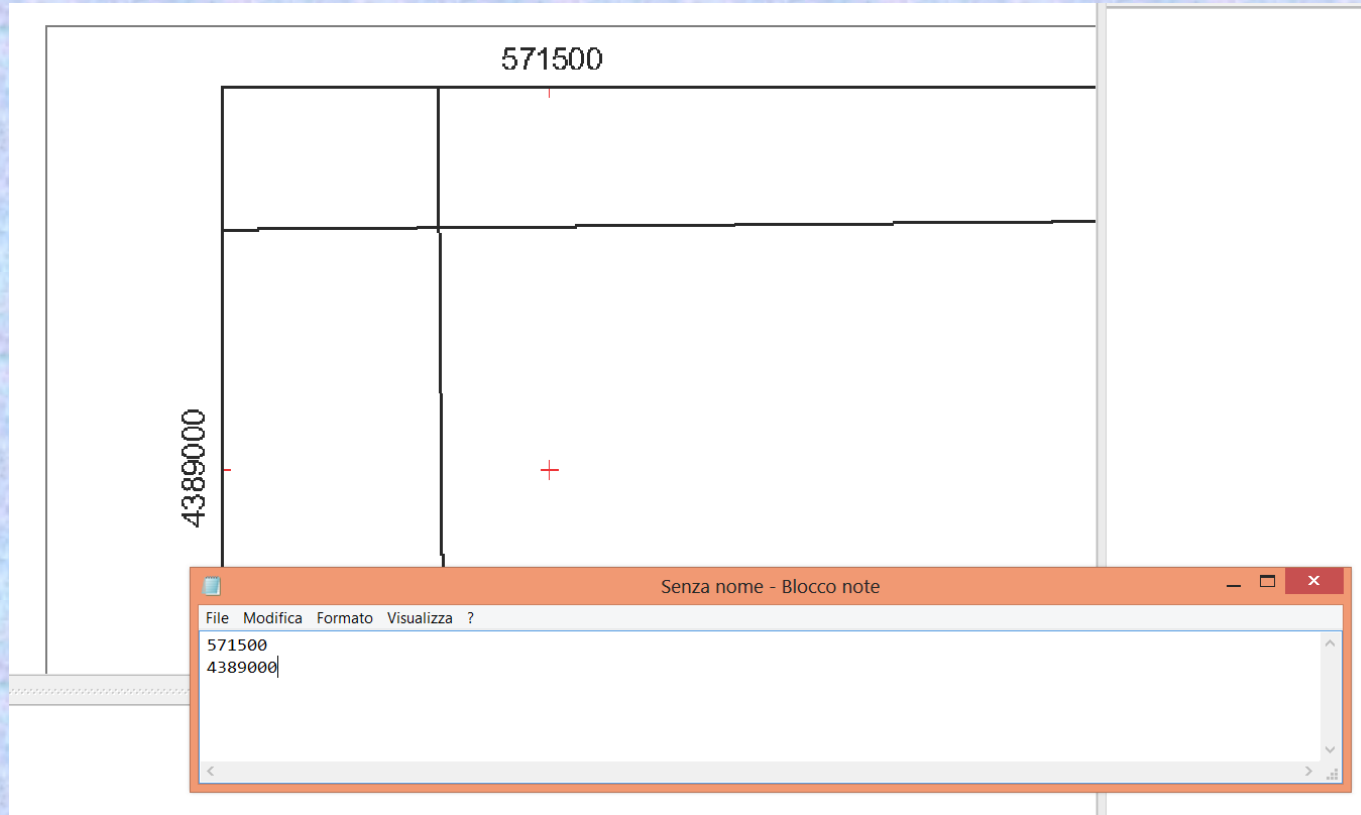 571500
4389000
Senza nome - Blocco note
File Modifica Formato Visualizza ?
571500
4389000